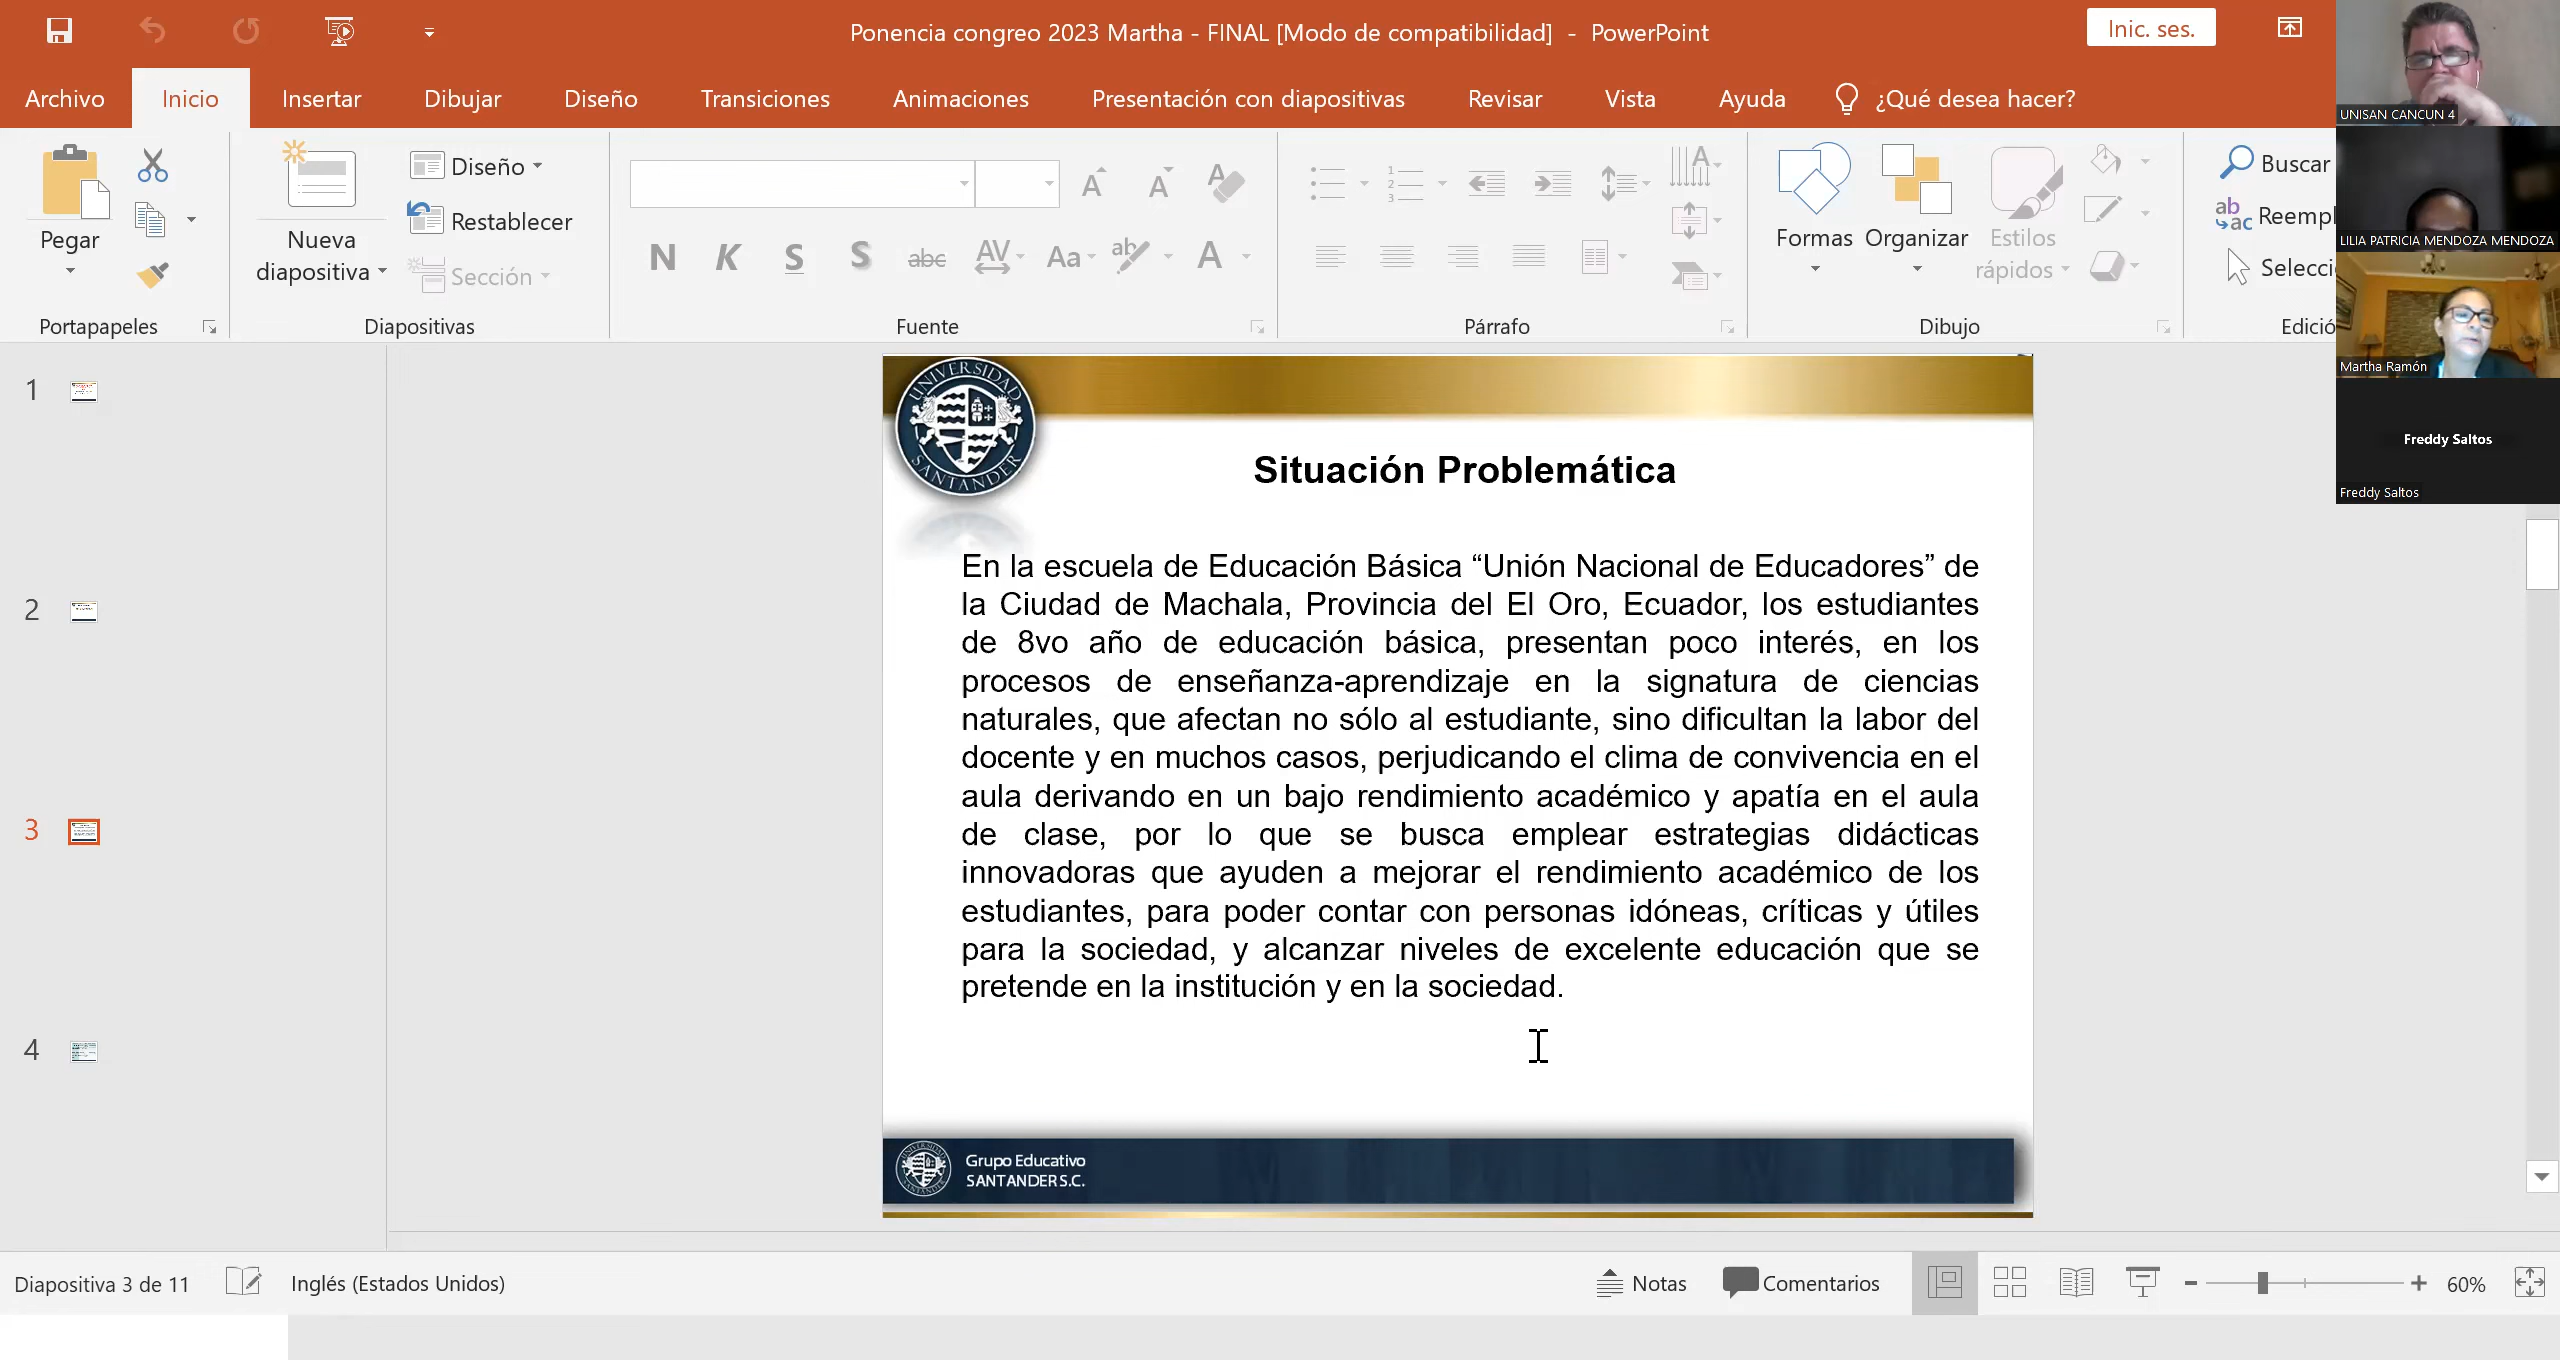 Ponencia congreo 2023 Martha - FINAL [Modo de compatibilidad] - PowerPoint
Inic. ses.
Archivo Inicio Insertar Dibujar Diseño Transiciones Animaciones Presentación con diapositivas Revisar Vista Ayuda ¿Qué desea hacer?
Pegar
Portapapeles
Nueva
diapositiva
Diseño
Restablecer
Sección
Diapositivas
N K S S abc AV Aa ab A
Fuente
Párrafo
Formas
Organizar
Estilos
rápidos
Dibujo
Buscar
Reempl
Selecci
Edició
UNISAN CANCUN 4
LILIA PATRICIA MENDOZA MENDOZA
Martha Ramón
Freddy Saltos
Freddy Saltos
1
2
3
4
UNIVERSIDAD
SANTANDER
Situación Problemática
En la escuela de Educación Básica “Unión Nacional de Educadores” de
la Ciudad de Machala, Provincia del El Oro, Ecuador, los estudiantes
de 8vo año de educación básica, presentan poco interés, en los
procesos de enseñanza-aprendizaje en la signatura de ciencias
naturales, que afectan no sólo al estudiante, sino dificultan la labor del
docente y en muchos casos, perjudicando el clima de convivencia en el
aula derivando en un bajo rendimiento académico y apatía en el aula
de clase, por lo que se busca emplear estrategias didácticas
innovadoras que ayuden a mejorar el rendimiento académico de los
estudiantes, para poder contar con personas idóneas, críticas y útiles
para la sociedad, y alcanzar niveles de excelente educación que se
pretende en la institución y en la sociedad.
Grupo Educativo
SANTANDER S.C.
Diapositiva 3 de 11 Inglés (Estados Unidos) Notas Comentarios 60%